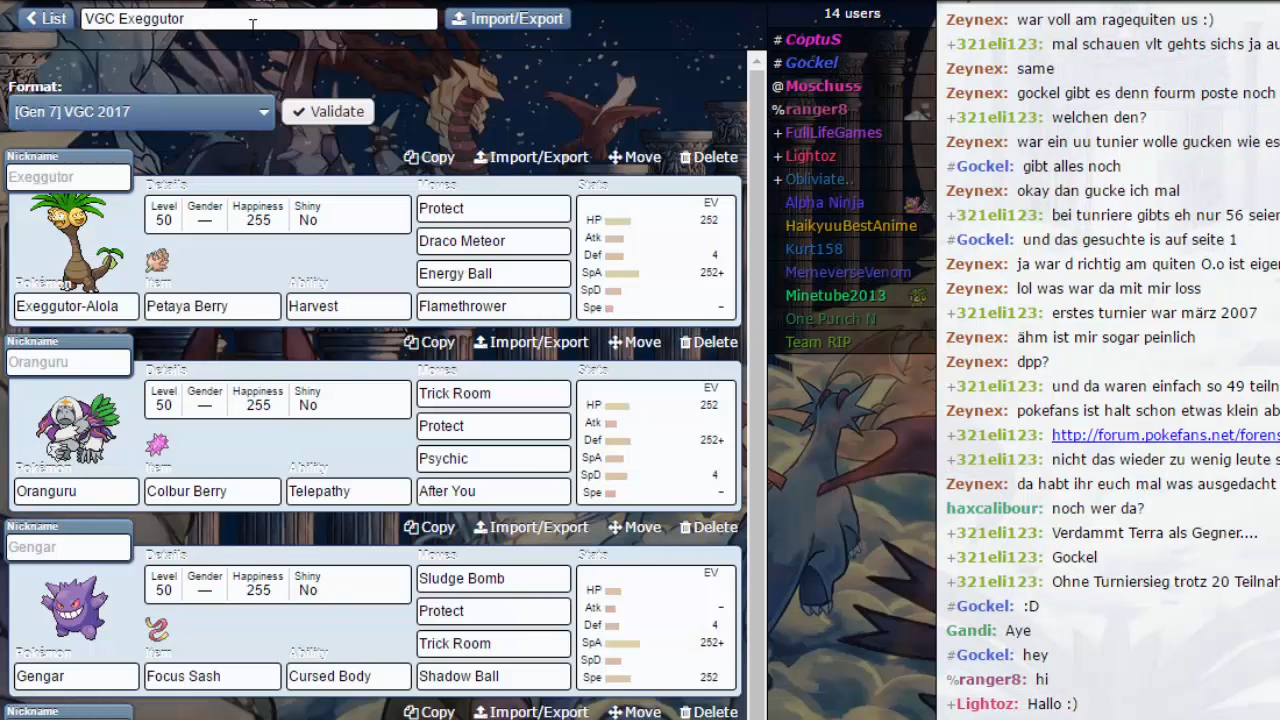 List
VGC Exeggutor
Import/Export
Format:
[Gen 7] VGC 2017
Validate
Copy Import/Export Move Delete
Nickname
Exeggutor
Details Moves Stats
Level Gender Happiness Shiny
50 — 255 No
Protect
Draco Meteor
Energy Ball
Flamethrower
EV
HP 252
Atk
Def 4
SpA 252+
SpD
Spe –
Pokémon Item Ability
Exeggutor-Alola Petaya Berry Harvest
Copy Import/Export Move Delete
Nickname
Oranguru
Details Moves Stats
Level Gender Happiness Shiny
50 — 255 No
Trick Room
Protect
Psychic
After You
EV
HP 252
Atk
Def 252+
SpA
SpD 4
Spe –
Pokémon Item Ability
Oranguru Colbur Berry Telepathy
Copy Import/Export Move Delete
Nickname
Gengar
Details Moves Stats
Level Gender Happiness Shiny
50 — 255 No
Sludge Bomb
Protect
Trick Room
Shadow Ball
EV
HP
Atk –
Def 4
SpA 252+
SpD
Spe 252
Pokémon Item Ability
Gengar Focus Sash Cursed Body
Copy Import/Export Move Delete
Nickname
14 users
# CóptuS
# Gockel
@ Moschuss
% ranger8
+ FullLifeGames
+ Lightoz
+ Obliviate..
Alpha Ninja
HaikyuuBestAnime
Kurt158
MemeverseVenom
Minetube2013
One Punch N
Team RIP
Zeynex: war voll am ragequiten us :)
+321eli123: mal schauen vlt gehts sichs ja au
Zeynex: same
Zeynex: gockel gibt es denn fourm poste noch
+321eli123: welchen den?
Zeynex: war ein uu tunier wolle gucken wie es
#Gockel: gibt alles noch
Zeynex: okay dan gucke ich mal
+321eli123: bei tunriere gibts eh nur 56 seier
#Gockel: und das gesuchte is auf seite 1
Zeynex: ja war d richtig am quiten O.o ist eiger
Zeynex: lol was war da mit mir loss
+321eli123: erstes turnier war märz 2007
Zeynex: ähm ist mir sogar peinlich
Zeynex: dpp?
+321eli123: und da waren einfach so 49 teiln
Zeynex: pokefans ist halt schon etwas klein ab
+321eli123: http://forum.pokefans.net/forens
+321eli123: nicht das wieder zu wenig leute s
Zeynex: da habt ihr euch mal was ausgedacht
haxcalibour: noch wer da?
+321eli123: Verdammt Terra als Gegner....
+321eli123: Gockel
+321eli123: Ohne Turniersieg trotz 20 Teilnah
#Gockel: :D
Gandi: Aye
#Gockel: hey
%ranger8: hi
+Lightoz: Hallo :)